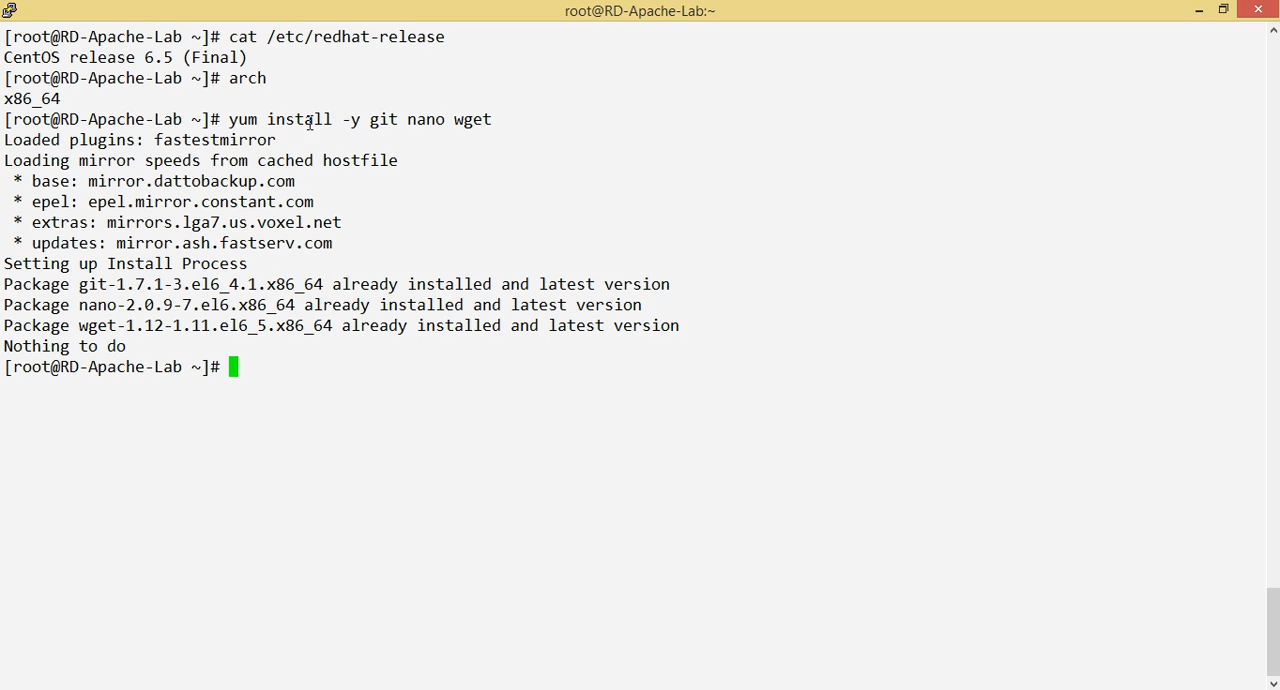 root@RD-Apache-Lab:~
[root@RD-Apache-Lab ~]# cat /etc/redhat-release
CentOS release 6.5 (Final)
[root@RD-Apache-Lab ~]# arch
x86_64
[root@RD-Apache-Lab ~]# yum install -y git nano wget
Loaded plugins: fastestmirror
Loading mirror speeds from cached hostfile
 * base: mirror.dattobackup.com
 * epel: epel.mirror.constant.com
 * extras: mirrors.lga7.us.voxel.net
 * updates: mirror.ash.fastserv.com
Setting up Install Process
Package git-1.7.1-3.el6_4.1.x86_64 already installed and latest version
Package nano-2.0.9-7.el6.x86_64 already installed and latest version
Package wget-1.12-1.11.el6_5.x86_64 already installed and latest version
Nothing to do
[root@RD-Apache-Lab ~]#